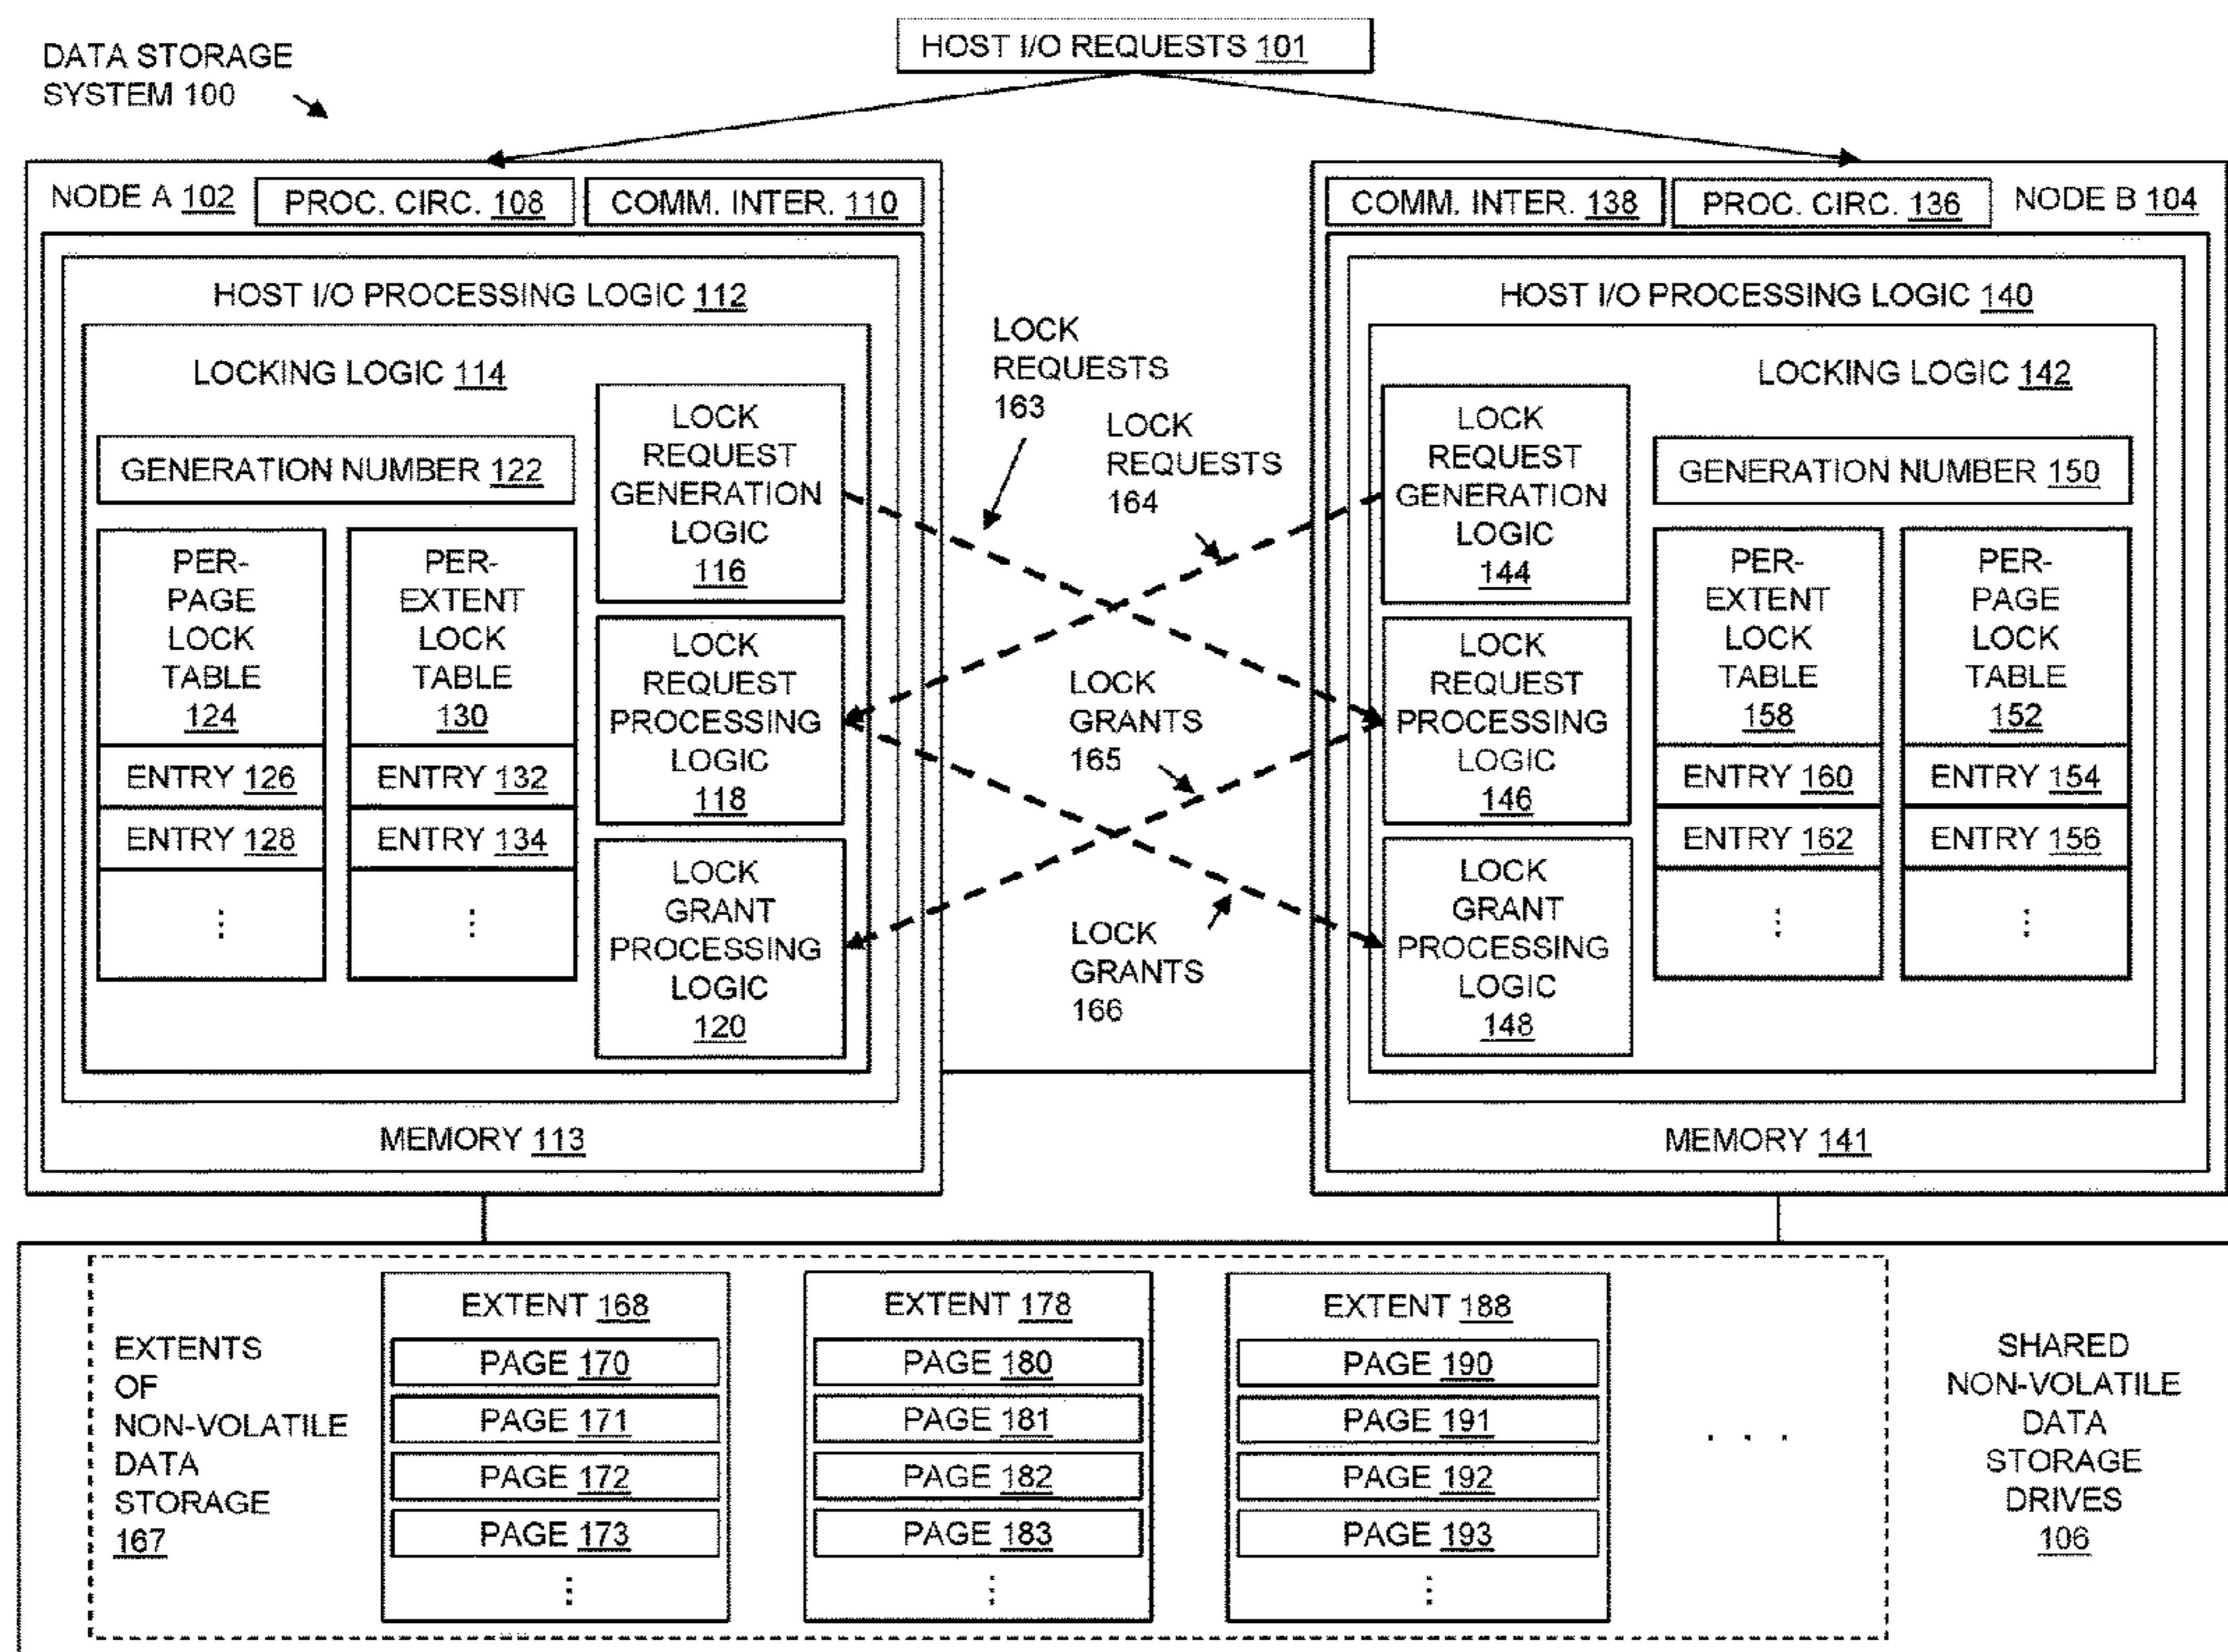 HOST I/O REQUESTS 101
DATA STORAGE
SYSTEM 100
NODE A 102
PROC. CIRC. 108
COMM. INTER. 110
HOST I/O PROCESSING LOGIC 112
LOCKING LOGIC 114
GENERATION NUMBER 122
PER-
PAGE
LOCK
TABLE
124
ENTRY 126
ENTRY 128
⋮
PER-
EXTENT
LOCK
TABLE
130
ENTRY 132
ENTRY 134
⋮
LOCK
REQUEST
GENERATION
LOGIC
116
LOCK
REQUEST
PROCESSING
LOGIC
118
LOCK
GRANT
PROCESSING
LOGIC
120
MEMORY 113
LOCK
REQUESTS
163
LOCK
REQUESTS
164
LOCK
GRANTS
165
LOCK
GRANTS
166
COMM. INTER. 138
PROC. CIRC. 136
NODE B 104
HOST I/O PROCESSING LOGIC 140
LOCKING LOGIC 142
LOCK
REQUEST
GENERATION
LOGIC
144
LOCK
REQUEST
PROCESSING
LOGIC
146
LOCK
GRANT
PROCESSING
LOGIC
148
GENERATION NUMBER 150
PER-
EXTENT
LOCK
TABLE
158
ENTRY 160
ENTRY 162
⋮
PER-
PAGE
LOCK
TABLE
152
ENTRY 154
ENTRY 156
⋮
MEMORY 141
EXTENTS
OF
NON-VOLATILE
DATA
STORAGE
167
EXTENT 168
PAGE 170
PAGE 171
PAGE 172
PAGE 173
⋮
EXTENT 178
PAGE 180
PAGE 181
PAGE 182
PAGE 183
⋮
EXTENT 188
PAGE 190
PAGE 191
PAGE 192
PAGE 193
⋮
. . .
SHARED
NON-VOLATILE
DATA
STORAGE
DRIVES
106